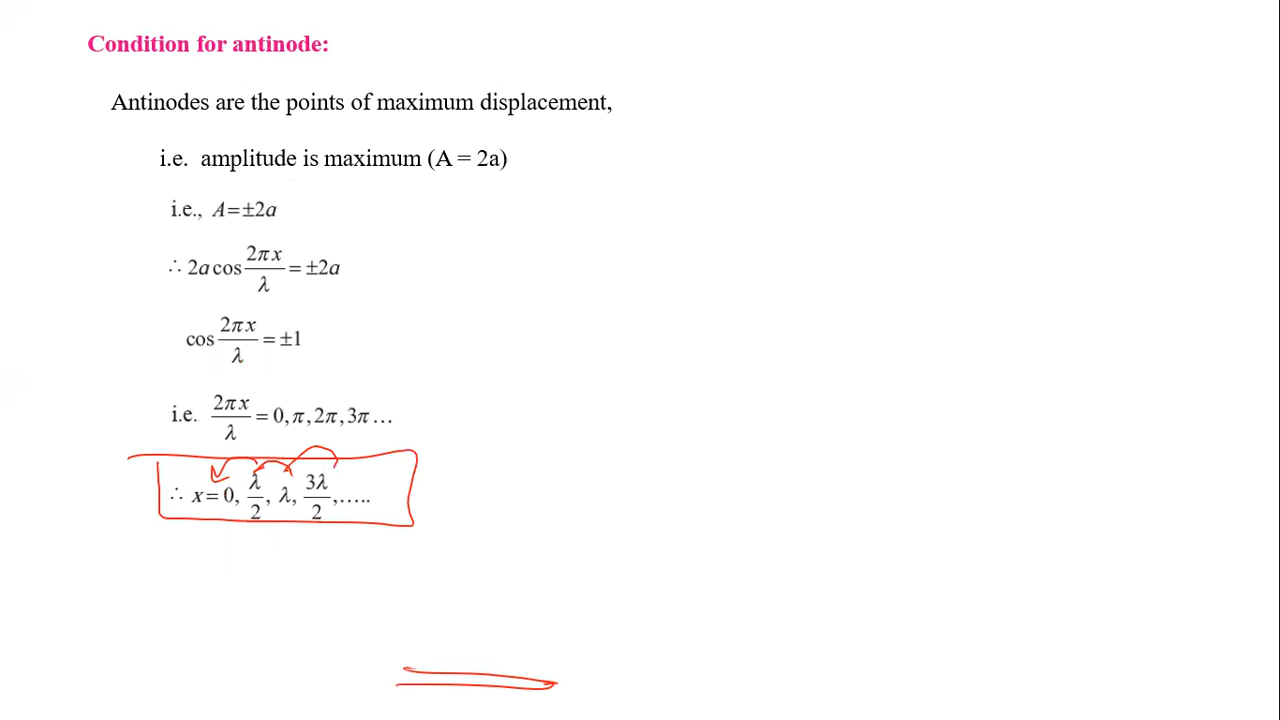 Condition for antinode:
Antinodes are the points of maximum displacement,
i.e. amplitude is maximum (A = 2a)
i.e., A=±2a
∴ 2a cos 2πx/λ = ±2a
cos 2πx/λ = ±1
i.e. 2πx/λ = 0, π, 2π, 3π …
∴ x = 0, λ/2, λ, 3λ/2, …..